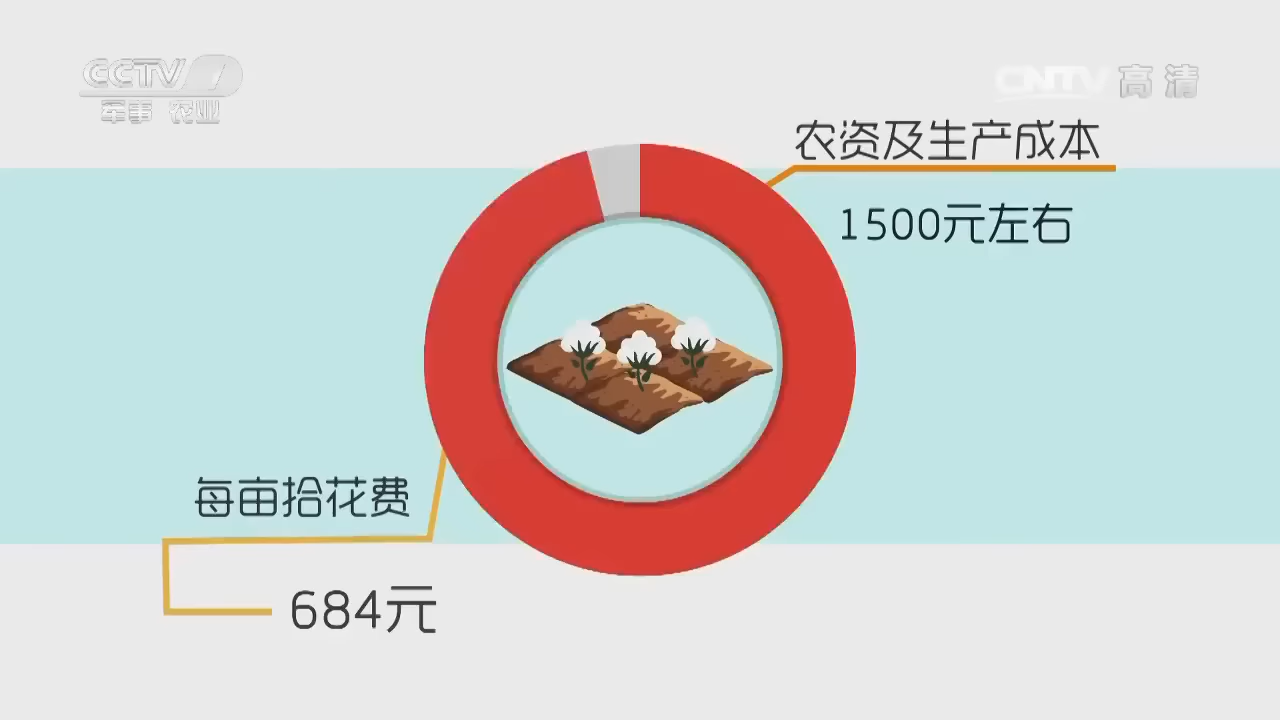 CCTV 7
军事 农业
CNTV 高清
农资及生产成本
1500元左右
每亩拾花费
684元